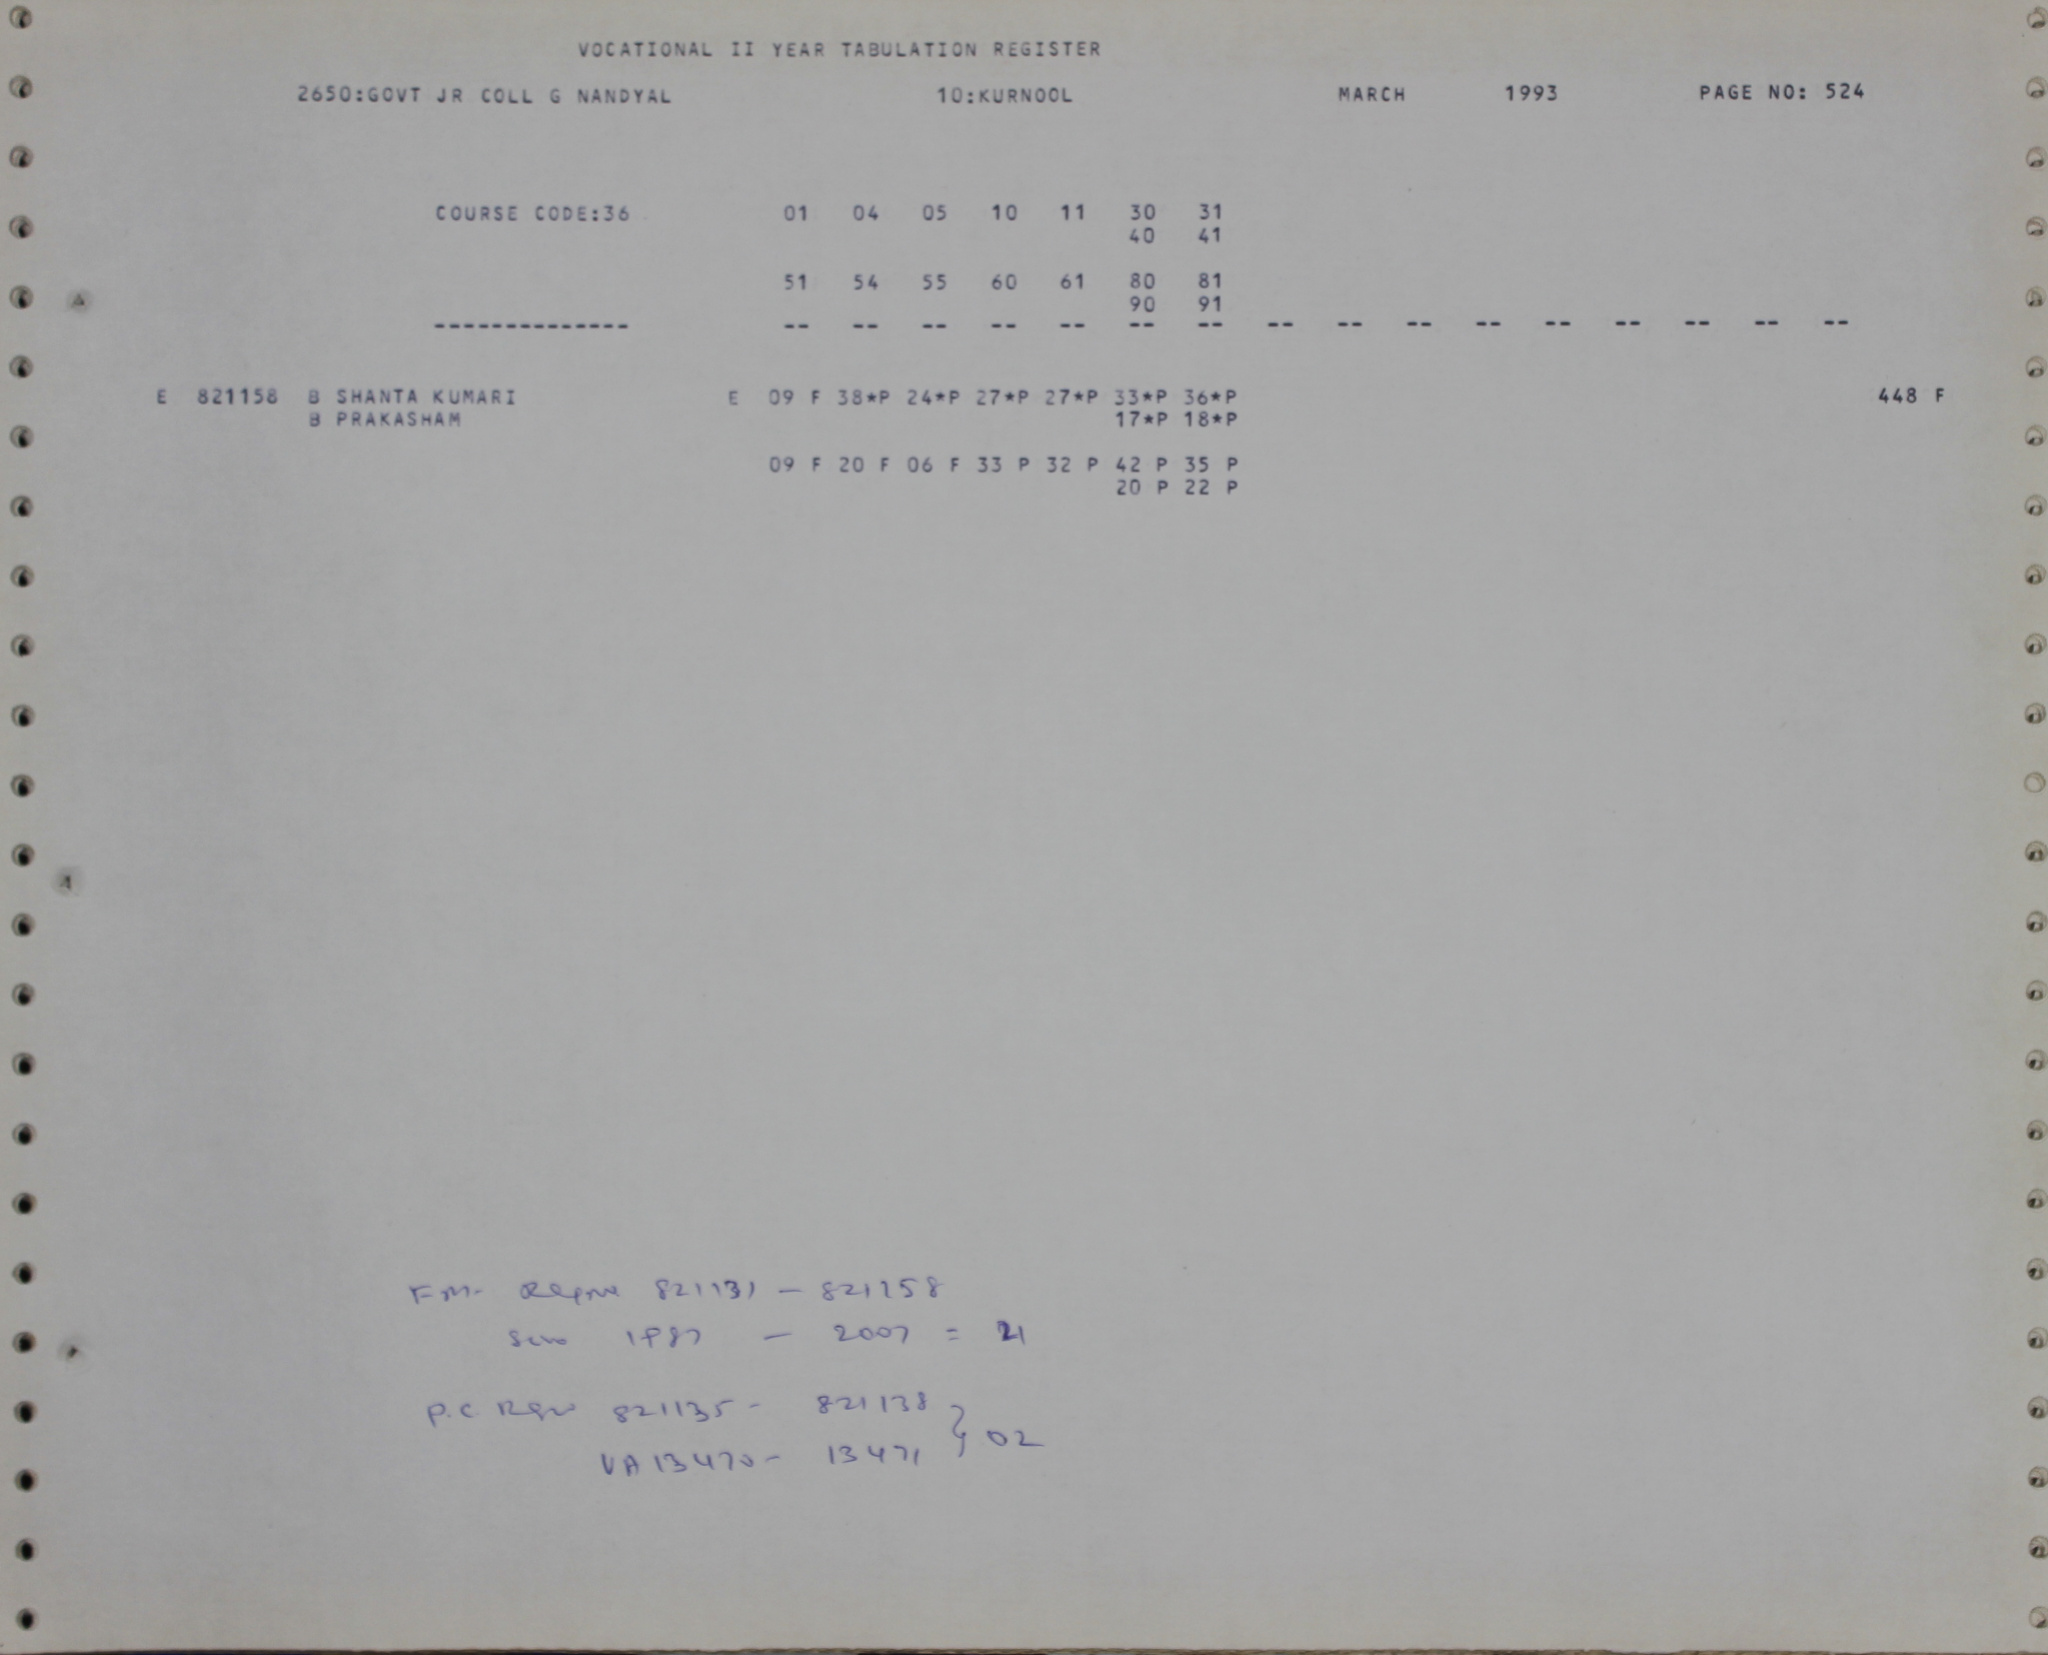 VOCATIONAL II YEAR TABULATION REGISTER
2650:GOVT JR COLL G NANDYAL 10:KURNOOL MARCH 1993 PAGE NO: 524
COURSE CODE:36 01 04 05 10 11 30 31
40 41
51 54 55 60 61 80 81
90 91
-------------- -- -- -- -- -- -- -- -- -- -- -- -- -- -- -- --
E 821158 B SHANTA KUMARI E 09 F 38*P 24*P 27*P 27*P 33*P 36*P 448 F
B PRAKASHAM 17*P 18*P
09 F 20 F 06 F 33 P 32 P 42 P 35 P
20 P 22 P
F.M. 821131 - 821158
1987 - 2007 = 21
P.C 821135 - 821138 } 02
VA 13470 - 13471